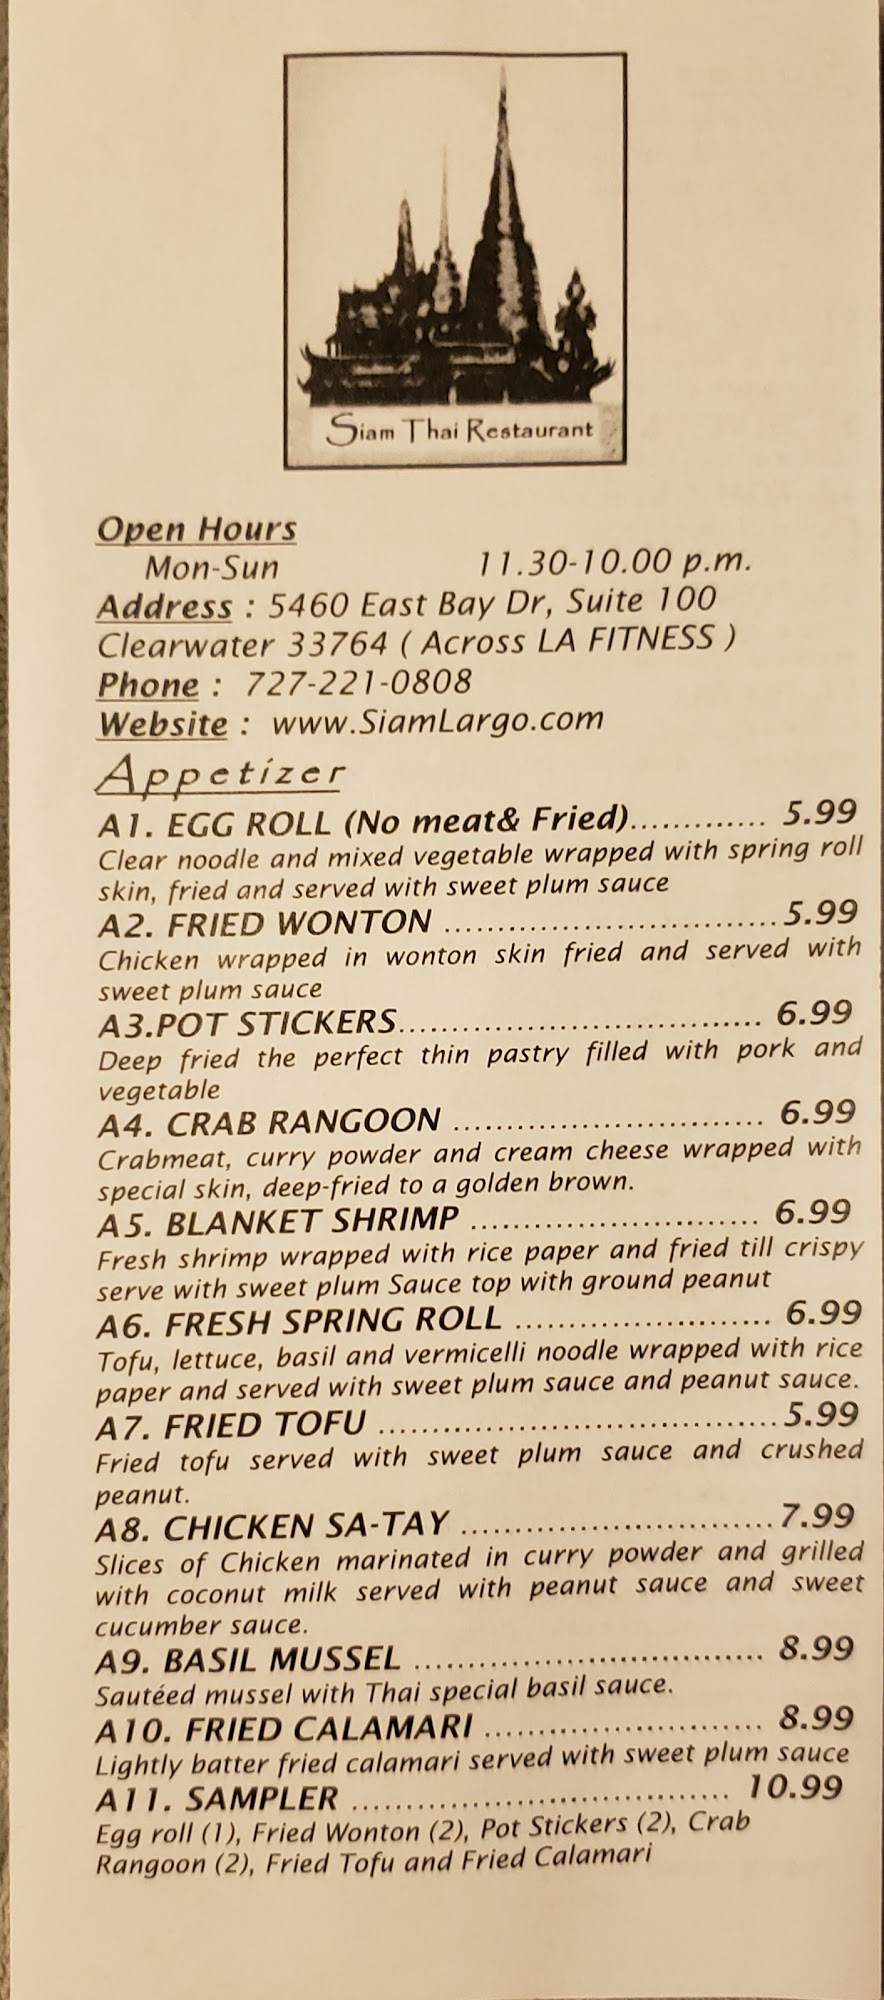 Siam Thai Restaurant
Open Hours
Mon-Sun 11.30-10.00 p.m.
Address : 5460 East Bay Dr, Suite 100
Clearwater 33764 ( Across LA FITNESS )
Phone : 727-221-0808
Website : www.SiamLargo.com
Appetizer
A1. EGG ROLL (No meat& Fried)............. 5.99
Clear noodle and mixed vegetable wrapped with spring roll
skin, fried and served with sweet plum sauce
A2. FRIED WONTON ................................5.99
Chicken wrapped in wonton skin fried and served with
sweet plum sauce
A3.POT STICKERS................................... 6.99
Deep fried the perfect thin pastry filled with pork and
vegetable
A4. CRAB RANGOON .............................. 6.99
Crabmeat, curry powder and cream cheese wrapped with
special skin, deep-fried to a golden brown.
A5. BLANKET SHRIMP ............................ 6.99
Fresh shrimp wrapped with rice paper and fried till crispy
serve with sweet plum Sauce top with ground peanut
A6. FRESH SPRING ROLL ......................... 6.99
Tofu, lettuce, basil and vermicelli noodle wrapped with rice
paper and served with sweet plum sauce and peanut sauce.
A7. FRIED TOFU ......................................5.99
Fried tofu served with sweet plum sauce and crushed
peanut.
A8. CHICKEN SA-TAY ..............................7.99
Slices of Chicken marinated in curry powder and grilled
with coconut milk served with peanut sauce and sweet
cucumber sauce.
A9. BASIL MUSSEL .................................. 8.99
Sautéed mussel with Thai special basil sauce.
A10. FRIED CALAMARI ........................... 8.99
Lightly batter fried calamari served with sweet plum sauce
A11. SAMPLER .................................... 10.99
Egg roll (1), Fried Wonton (2), Pot Stickers (2), Crab
Rangoon (2), Fried Tofu and Fried Calamari